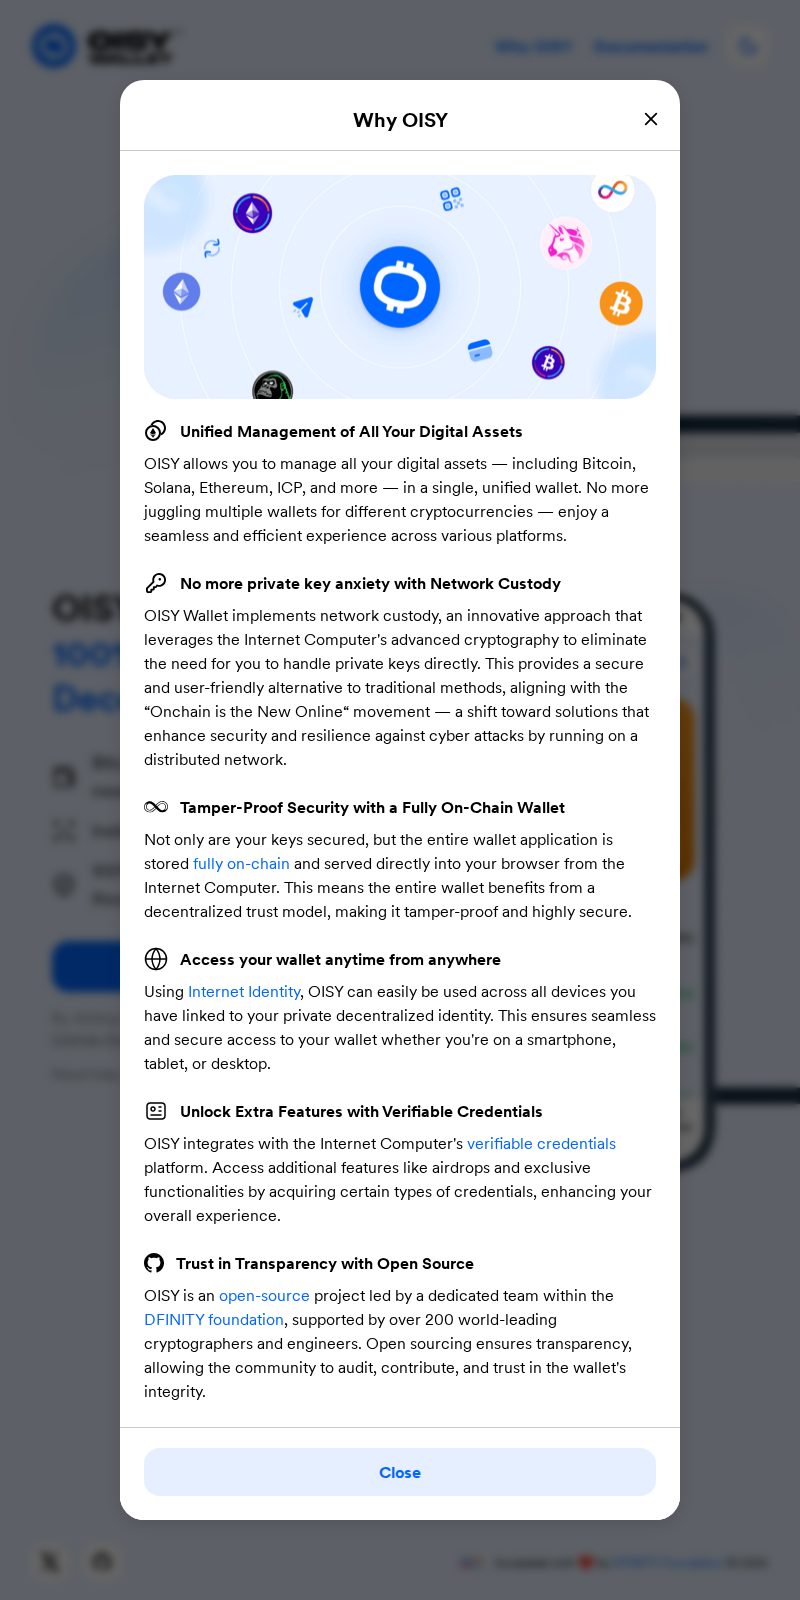 OISY
WALLET
Why OISY
Documentation
Why OISY
Unified Management of All Your Digital Assets
OISY allows you to manage all your digital assets — including Bitcoin,
Solana, Ethereum, ICP, and more — in a single, unified wallet. No more
juggling multiple wallets for different cryptocurrencies — enjoy a
seamless and efficient experience across various platforms.
No more private key anxiety with Network Custody
OISY Wallet implements network custody, an innovative approach that
leverages the Internet Computer's advanced cryptography to eliminate
the need for you to handle private keys directly. This provides a secure
and user-friendly alternative to traditional methods, aligning with the
“Onchain is the New Online“ movement — a shift toward solutions that
enhance security and resilience against cyber attacks by running on a
distributed network.
Tamper-Proof Security with a Fully On-Chain Wallet
Not only are your keys secured, but the entire wallet application is
stored fully on-chain and served directly into your browser from the
Internet Computer. This means the entire wallet benefits from a
decentralized trust model, making it tamper-proof and highly secure.
Access your wallet anytime from anywhere
Using Internet Identity, OISY can easily be used across all devices you
have linked to your private decentralized identity. This ensures seamless
and secure access to your wallet whether you're on a smartphone,
tablet, or desktop.
Unlock Extra Features with Verifiable Credentials
OISY integrates with the Internet Computer's verifiable credentials
platform. Access additional features like airdrops and exclusive
functionalities by acquiring certain types of credentials, enhancing your
overall experience.
Trust in Transparency with Open Source
OISY is an open-source project led by a dedicated team within the
DFINITY foundation, supported by over 200 world-leading
cryptographers and engineers. Open sourcing ensures transparency,
allowing the community to audit, contribute, and trust in the wallet's
integrity.
Close